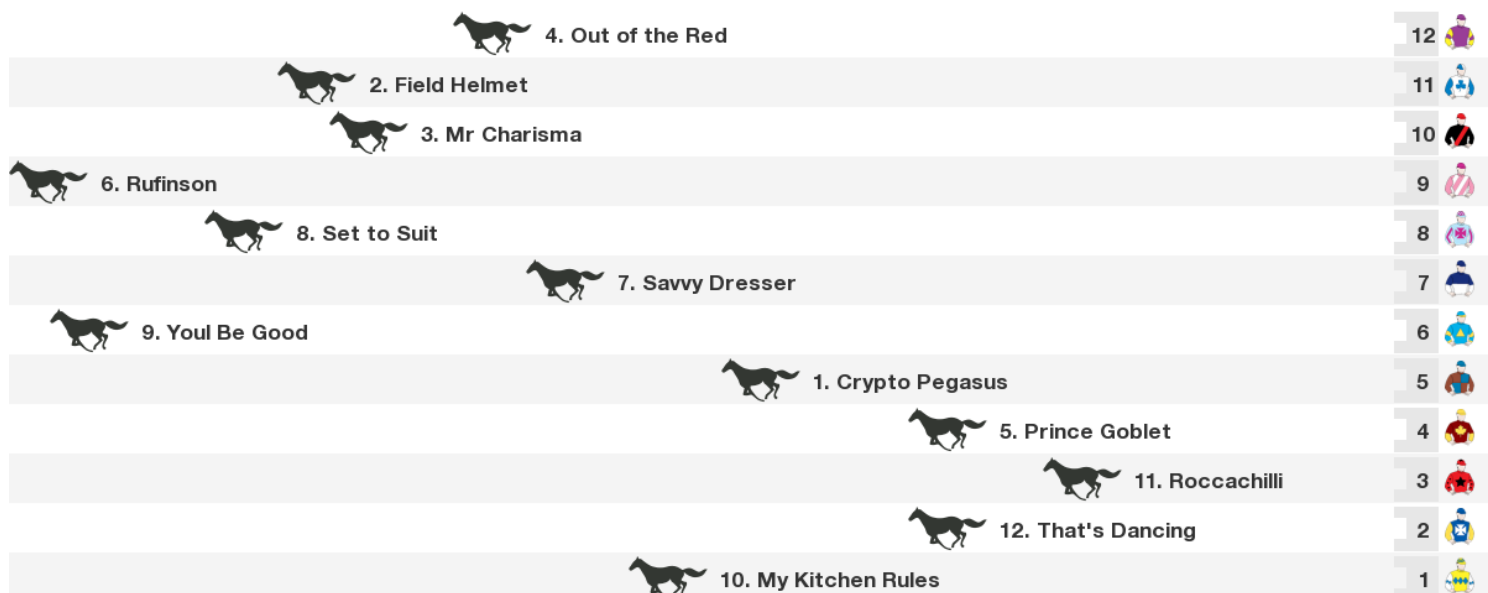 4. Out of the Red 12
2. Field Helmet 11
3. Mr Charisma 10
6. Rufinson 9
8. Set to Suit 8
7. Savvy Dresser 7
9. Youl Be Good 6
1. Crypto Pegasus 5
5. Prince Goblet 4
11. Roccachilli 3
12. That's Dancing 2
10. My Kitchen Rules 1